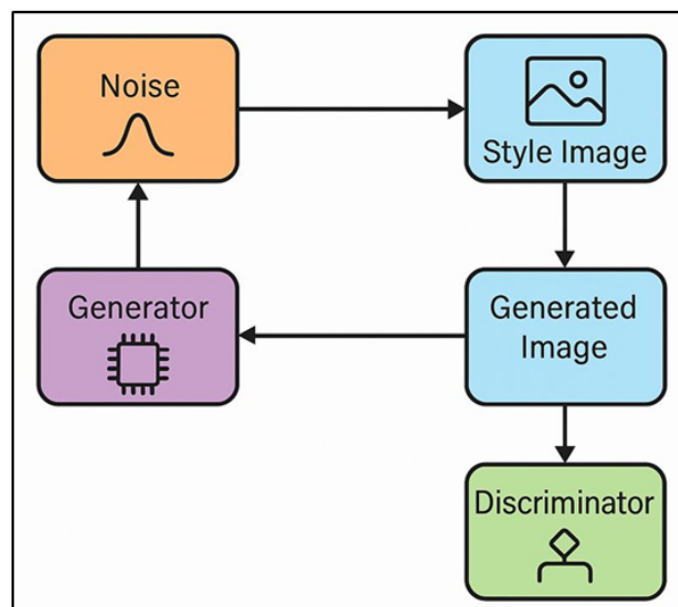 Noise
Style Image
Generator
Generated
Image
Discriminator